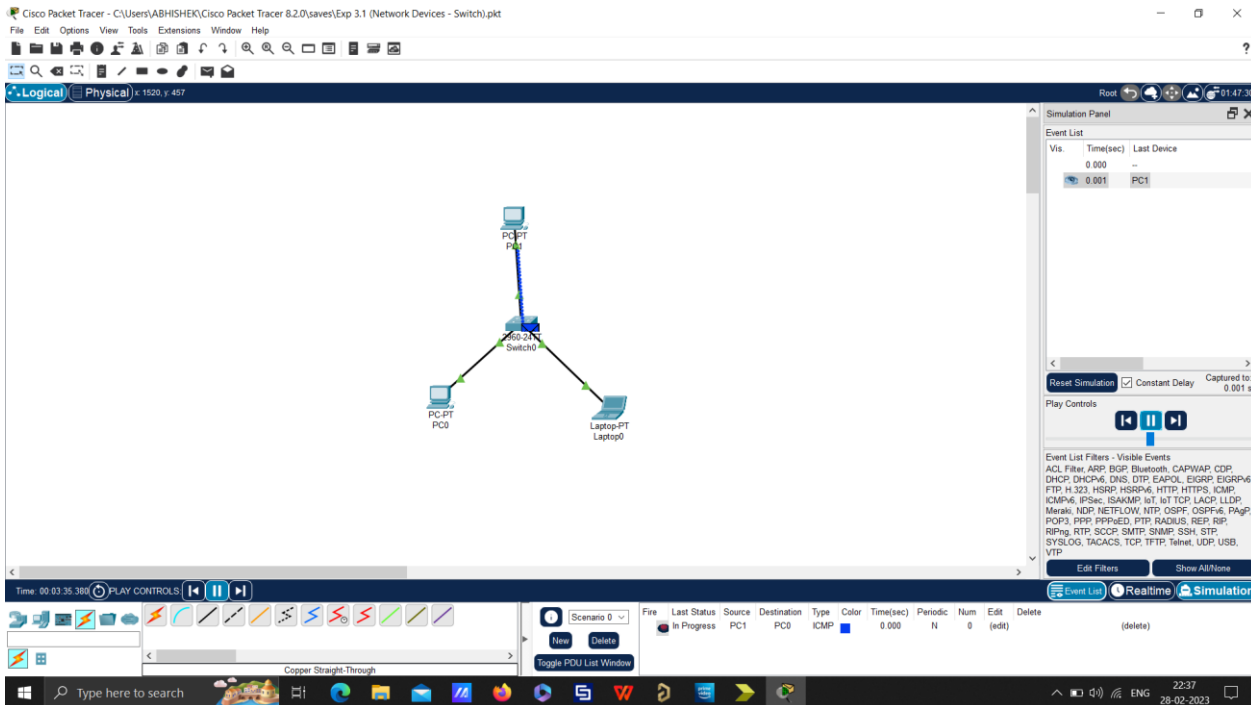 Cisco Packet Tracer - C:\Users\ABHISHEK\Cisco Packet Tracer 8.2.0\saves\Exp 3.1 (Network Devices - Switch).pkt
File Edit Options View Tools Extensions Window Help
?
Logical Physical x: 1520, y: 457
Root 01:47:30
Simulation Panel
Event List
Vis. Time(sec) Last Device
0.000 --
0.001 PC1
PC-PT
PC1
2960-24TT
Switch0
PC-PT
PC0
Laptop-PT
Laptop0
Reset Simulation Constant Delay Captured to:
0.001 s
Play Controls
Event List Filters - Visible Events
ACL Filter, ARP, BGP, Bluetooth, CAPWAP, CDP,
DHCP, DHCPv6, DNS, DTP, EAPOL, EIGRP, EIGRPv6,
FTP, H.323, HSRP, HSRPv6, HTTP, HTTPS, ICMP,
ICMPv6, IPSec, ISAKMP, IoT, IoT TCP, LACP, LLDP,
Meraki, NDP, NETFLOW, NTP, OSPF, OSPFv6, PAgP,
POP3, PPP, PPPoED, PTP, RADIUS, REP, RIP,
RIPng, RTP, SCCP, SMTP, SNMP, SSH, STP,
SYSLOG, TACACS, TCP, TFTP, Telnet, UDP, USB,
VTP
Edit Filters Show All/None
Time: 00:03:35.380 PLAY CONTROLS:
Event List Realtime Simulation
Scenario 0
New Delete
Toggle PDU List Window
Fire Last Status Source Destination Type Color Time(sec) Periodic Num Edit Delete
In Progress PC1 PC0 ICMP 0.000 N 0 (edit) (delete)
Copper Straight-Through
Type here to search
prime video
ENG
22:37
28-02-2023